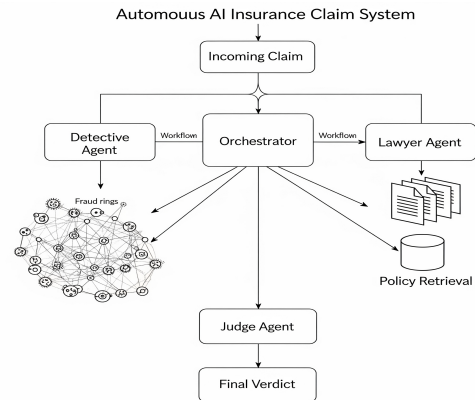 Automouus AI Insurance Claim System
Incoming Claim
Detective
Agent
Workflow
Orchestrator
Workflow
Lawyer Agent
Fraud rings
Policy Retrieval
Judge Agent
Final Verdict